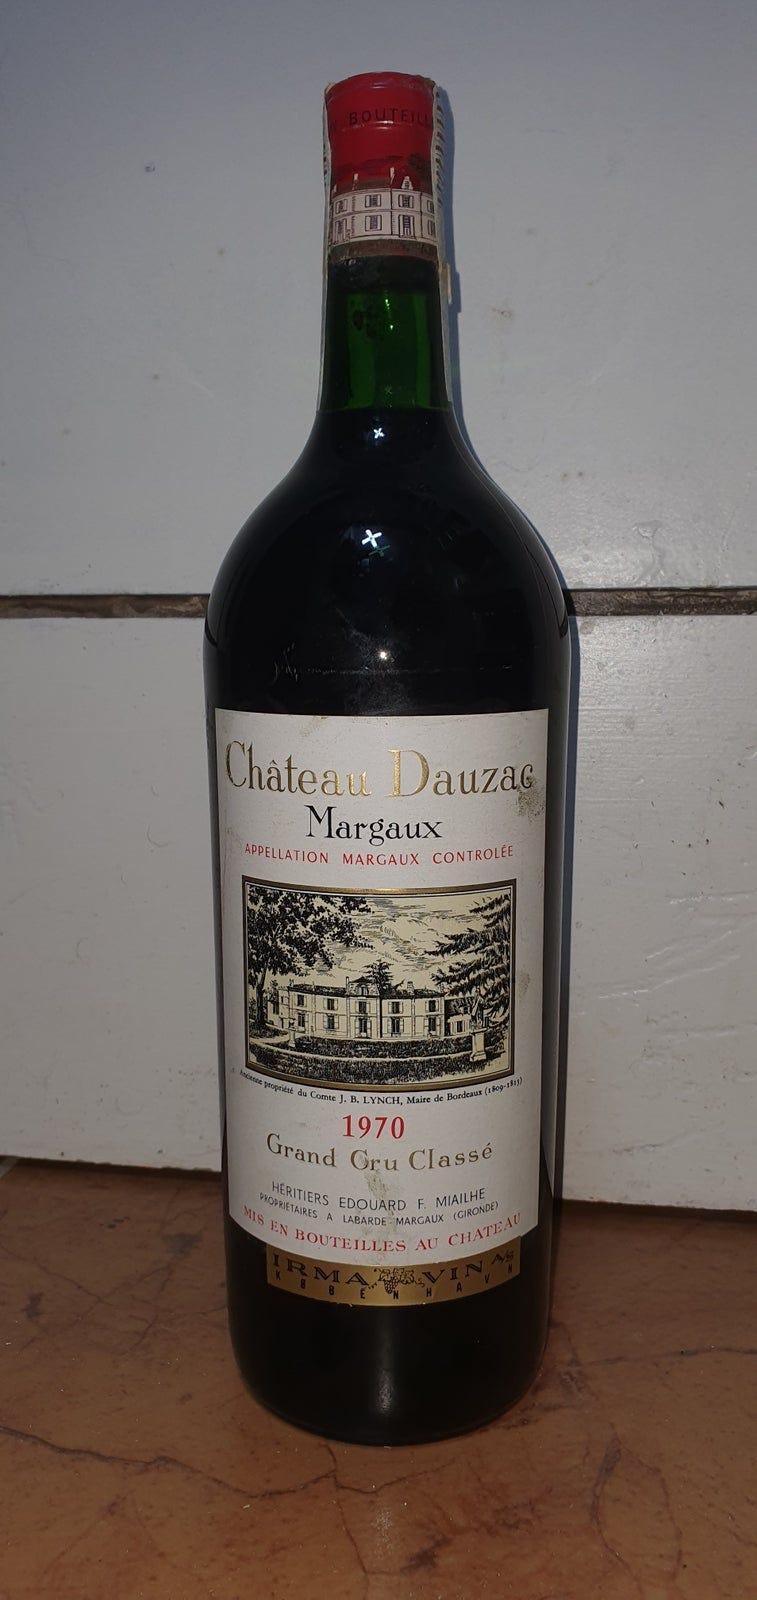 BOUTEILL
Château Dauzac
Margaux
APPELLATION MARGAUX CONTROLÉE
Ancienne propriété du Comte J. B. LYNCH, Maire de Bordeaux (1809-1815)
1970
Grand Cru Classé
HÉRITIERS EDOUARD F. MIAILHE
PROPRIÉTAIRES A LABARDE-MARGAUX (GIRONDE)
MIS EN BOUTEILLES AU CHATEAU
IRMA VIN A/S
KØBENHAVN